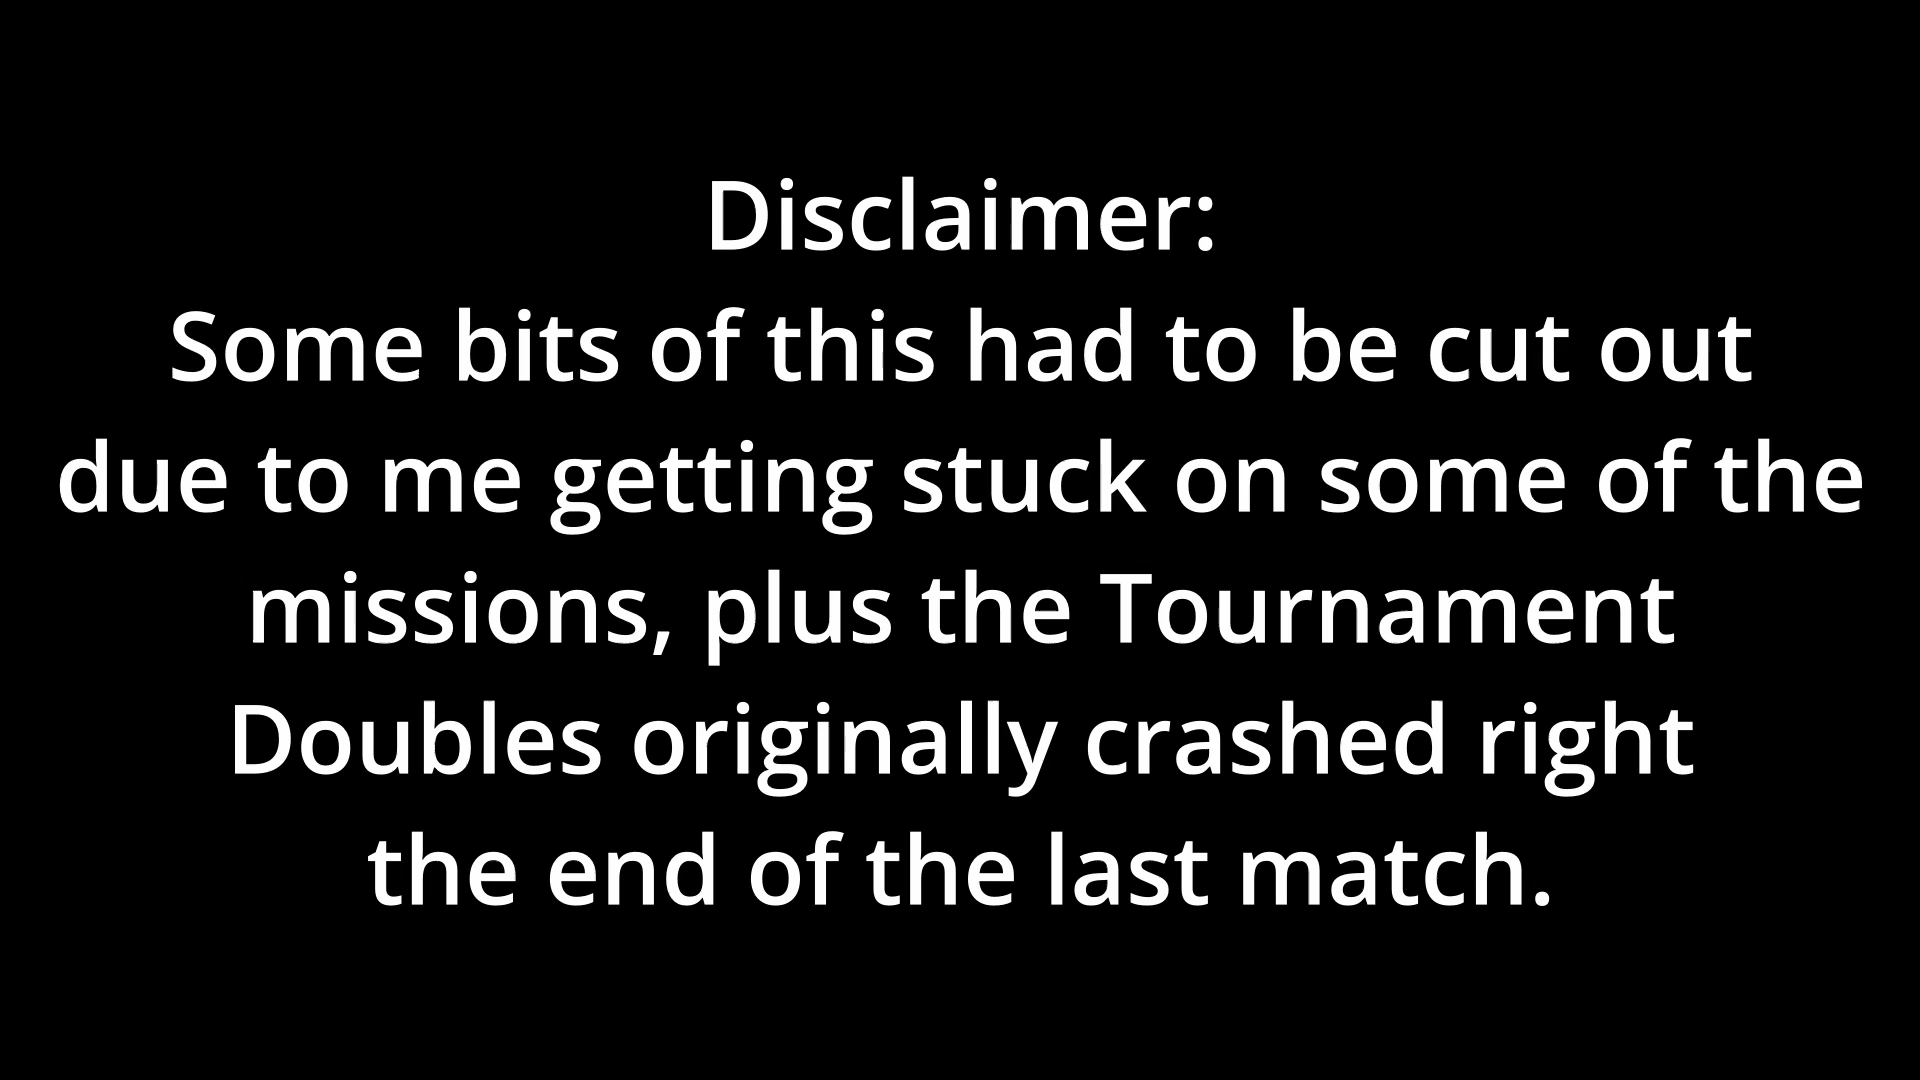 Disclaimer:
Some bits of this had to be cut out
due to me getting stuck on some of the
missions, plus the Tournament
Doubles originally crashed right
the end of the last match.